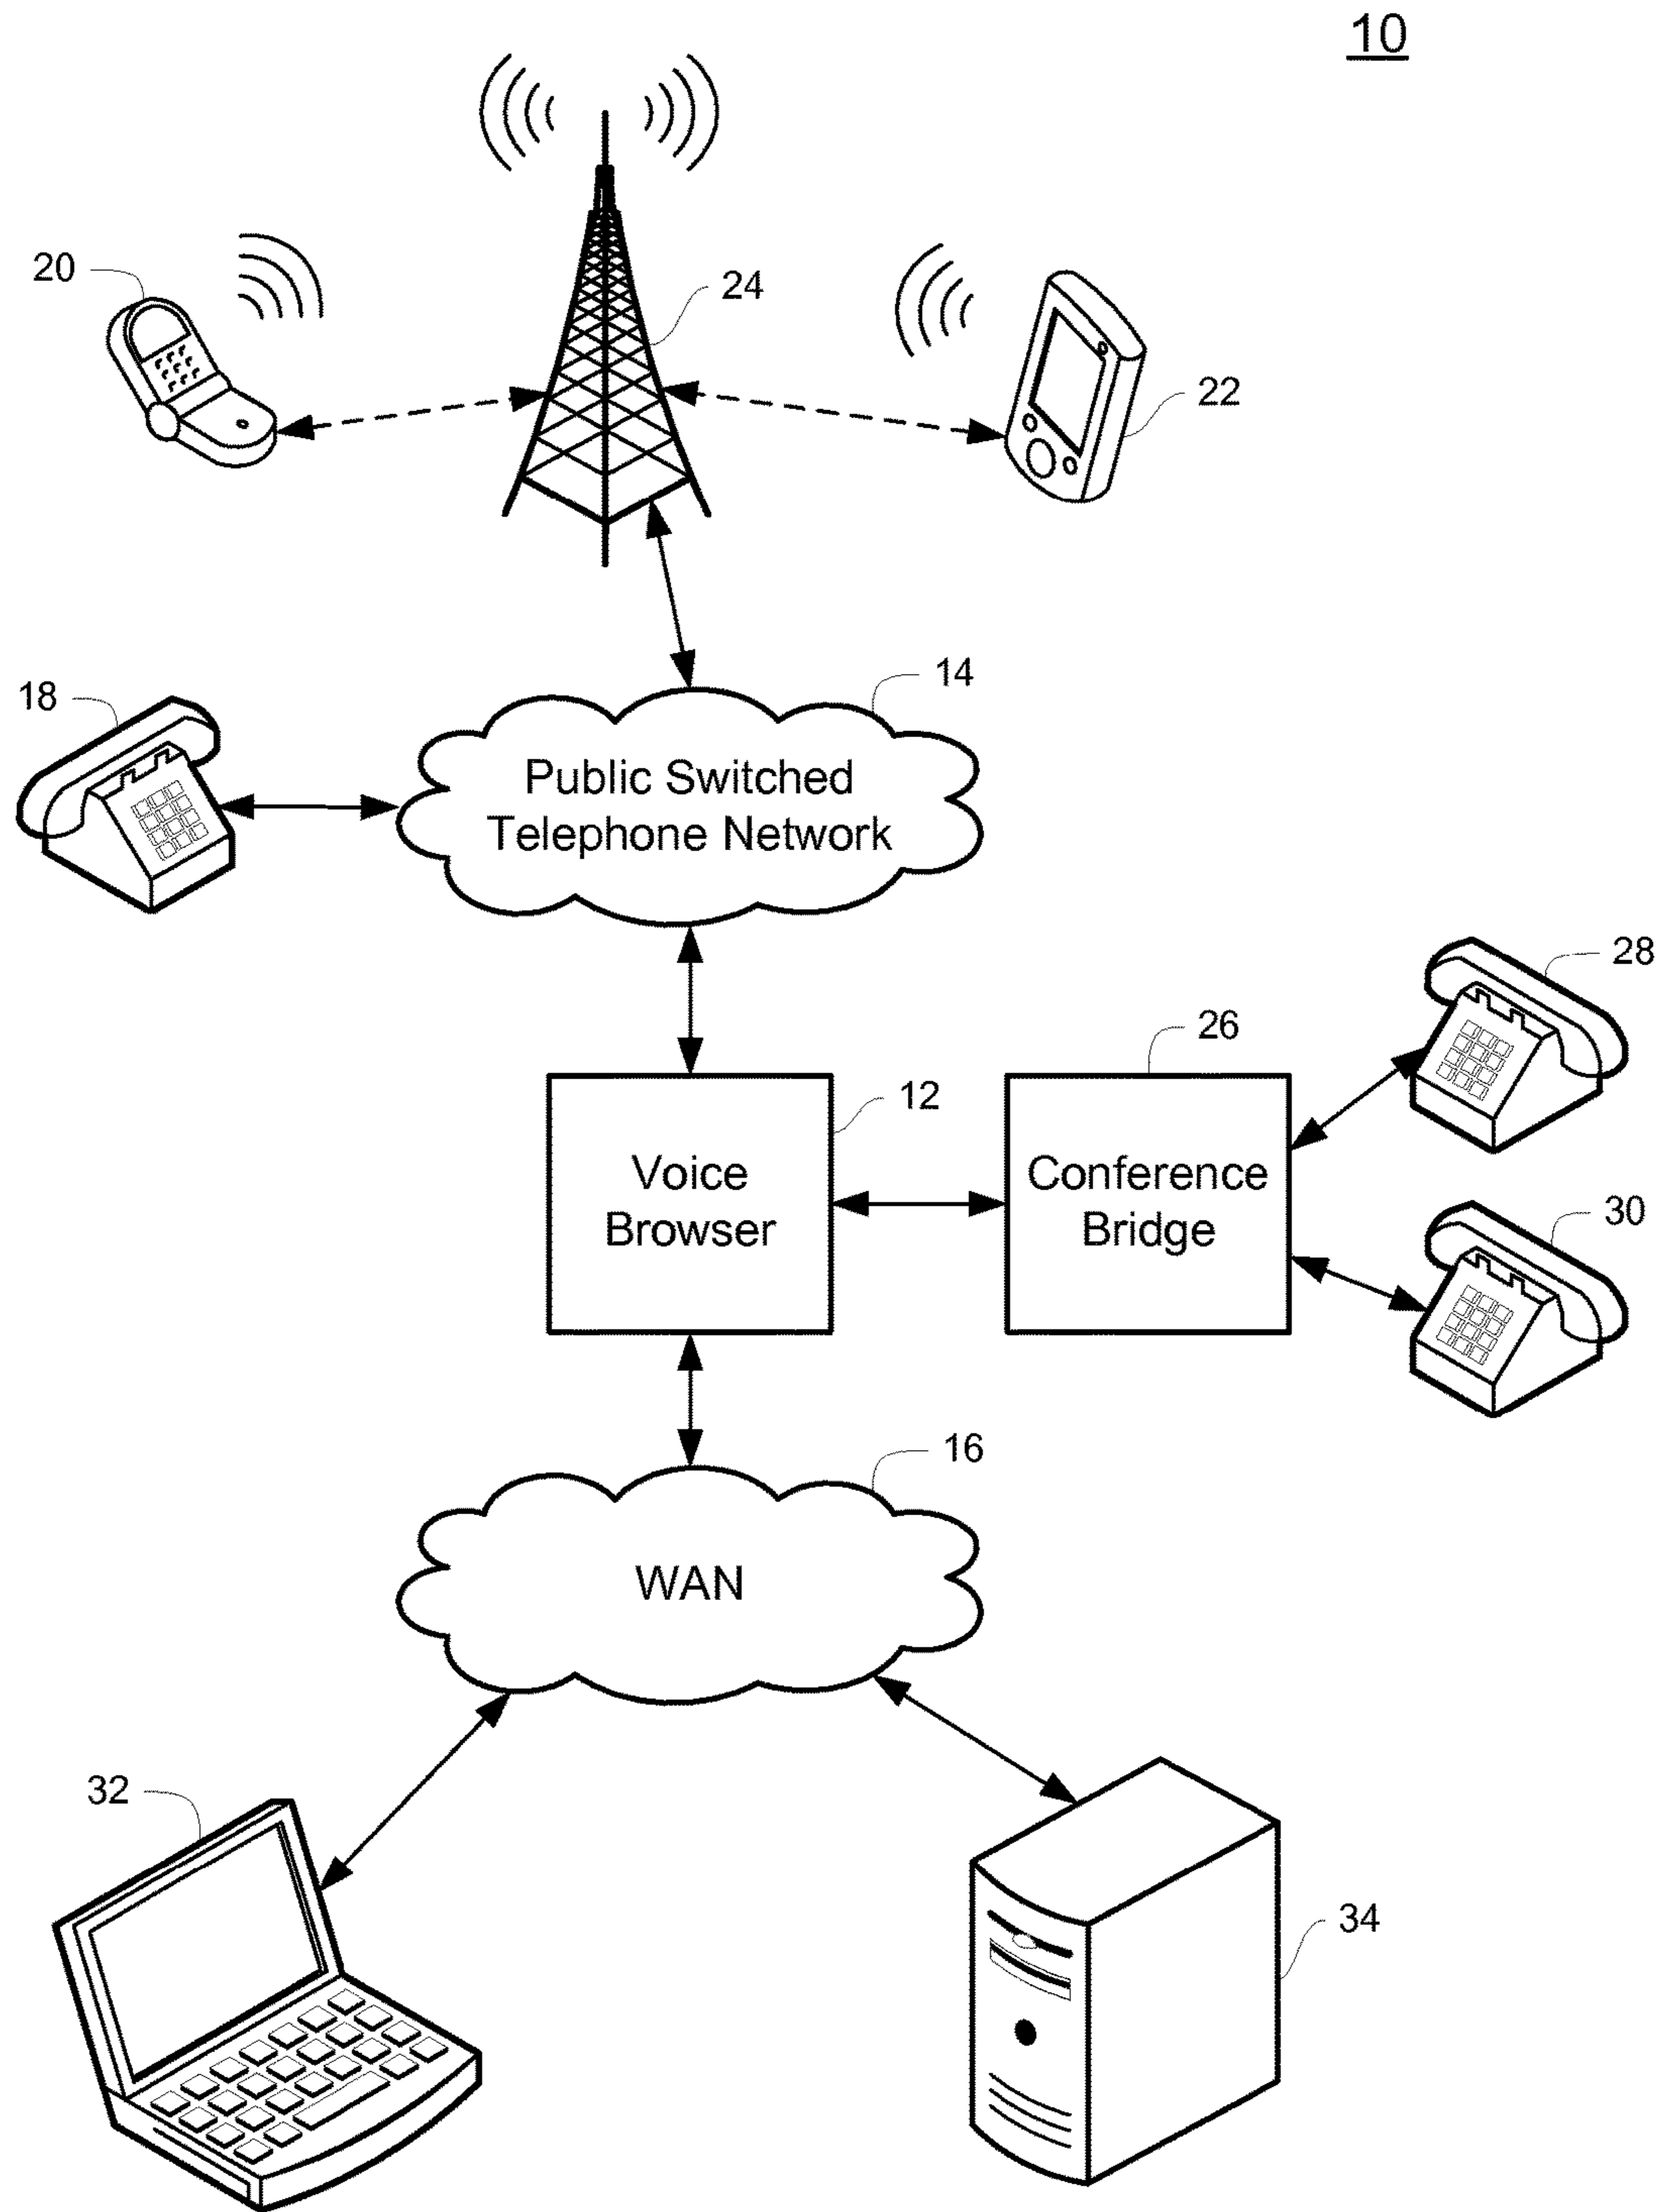 10
20
24
22
14
18
Public Switched
Telephone Network
28
26
12
Voice
Browser
Conference
Bridge
30
16
WAN
32
34